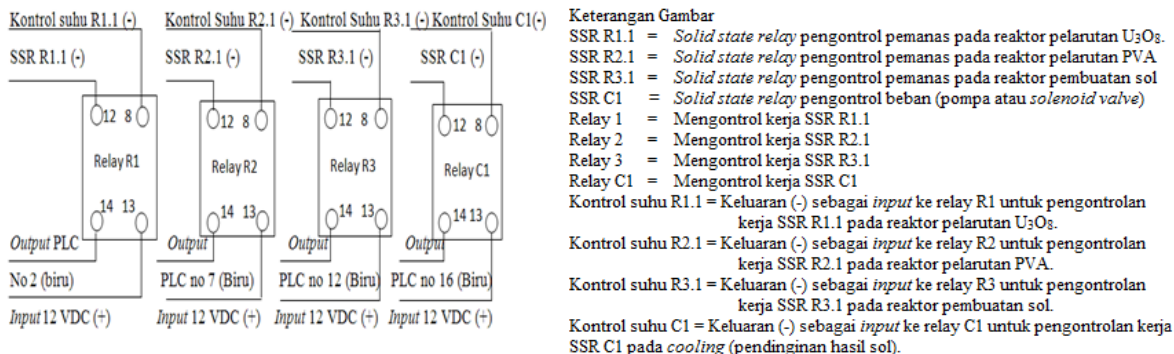 Kontrol suhu R1.1 (-) Kontrol Suhu R2.1 (-) Kontrol Suhu R3.1 (-) Kontrol Suhu C1(-)
SSR R1.1 (-) SSR R2.1 (-) SSR R3.1 (-) SSR C1 (-)
12 8 12 8 12 8 12 8
Relay R1 Relay R2 Relay R3 Relay C1
14 13 14 13 14 13 14 13
Output PLC Output Output Output
No 2 (biru) PLC no 7 (Biru) PLC no 12 (Biru) PLC no 16 (Biru)
Input 12 VDC (+) Input 12 VDC (+) Input 12 VDC (+) Input 12 VDC (+)
Keterangan Gambar
SSR R1.1 = Solid state relay pengontrol pemanas pada reaktor pelarutan U₃O₈.
SSR R2.1 = Solid state relay pengontrol pemanas pada reaktor pelarutan PVA
SSR R3.1 = Solid state relay pengontrol pemanas pada reaktor pembuatan sol
SSR C1 = Solid state relay pengontrol beban (pompa atau solenoid valve)
Relay 1 = Mengontrol kerja SSR R1.1
Relay 2 = Mengontrol kerja SSR R2.1
Relay 3 = Mengontrol kerja SSR R3.1
Relay C1 = Mengontrol kerja SSR C1
Kontrol suhu R1.1 = Keluaran (-) sebagai input ke relay R1 untuk pengontrolan
kerja SSR R1.1 pada reaktor pelarutan U₃O₈.
Kontrol suhu R2.1 = Keluaran (-) sebagai input ke relay R2 untuk pengontrolan
kerja SSR R2.1 pada reaktor pelarutan PVA.
Kontrol suhu R3.1 = Keluaran (-) sebagai input ke relay R3 untuk pengontrolan
kerja SSR R3.1 pada reaktor pembuatan sol.
Kontrol suhu C1 = Keluaran (-) sebagai input ke relay C1 untuk pengontrolan kerja
SSR C1 pada cooling (pendinginan hasil sol).